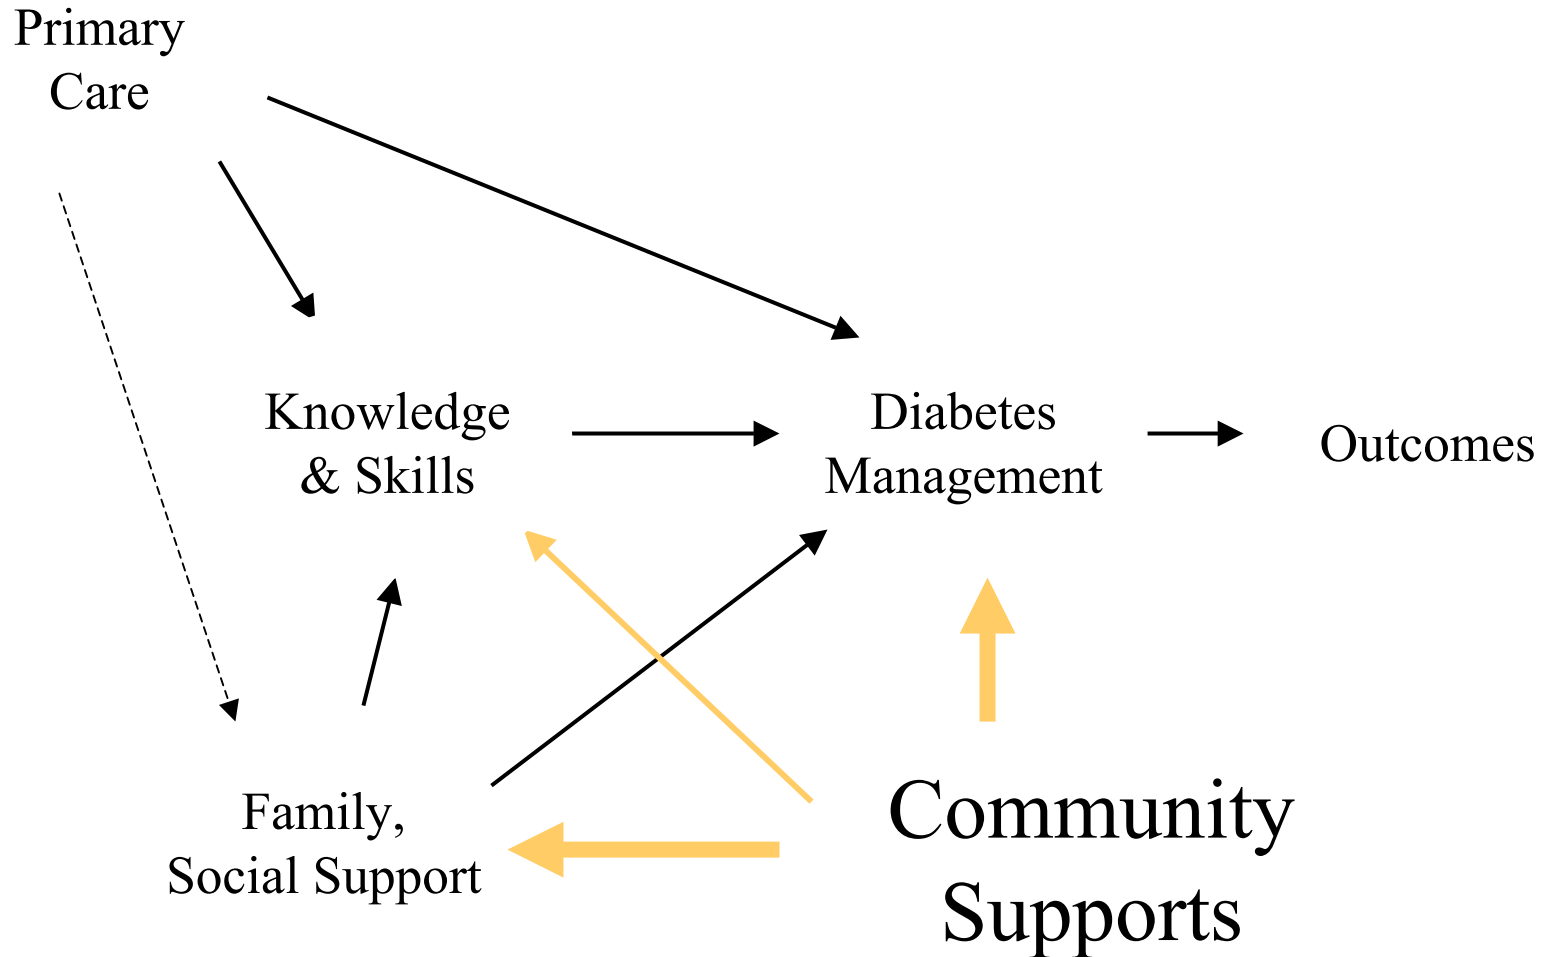 Primary
Care
Knowledge
& Skills
Diabetes
Management
Outcomes
Family,
Social Support
Community
Supports